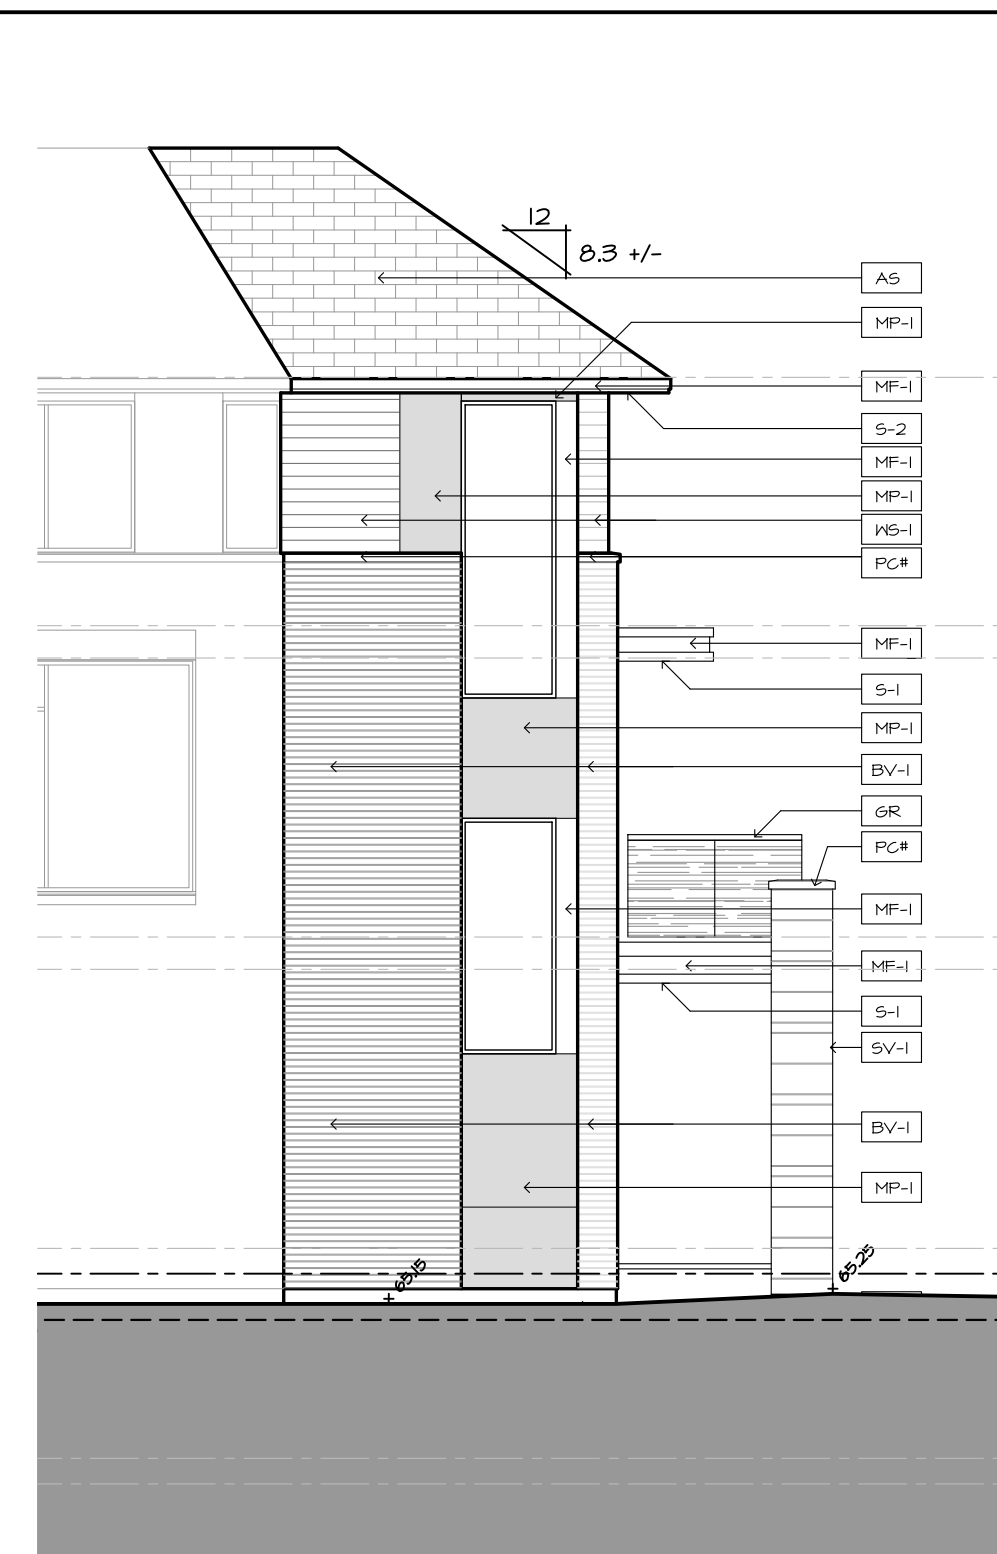 12
8.3 +/-
AS
MP-1
MF-1
S-2
MF-1
MP-1
WS-1
PC#
MF-1
S-1
MP-1
BV-1
GR
PC#
MF-1
MF-1
S-1
SV-1
BV-1
MP-1
65.15
65.25